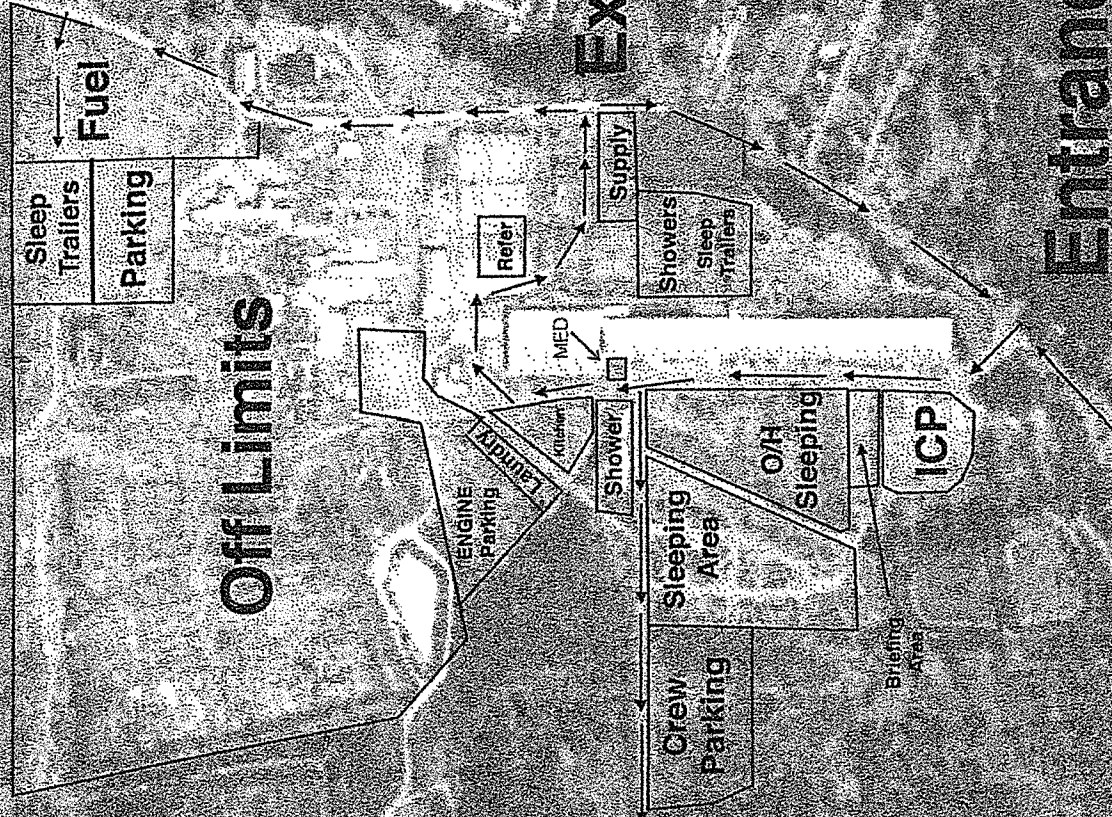 Fuel
Sleep
Trailers
Parking
Off Limits
Ex
Supply
Refer
Showers
Sleep
Trailers
MED
Kitchen
Laundry
ENGINE
Parking
Shower
O/H
Sleeping
Sleeping
Area
ICP
Briefing
Area
Crew
Parking
Entranc